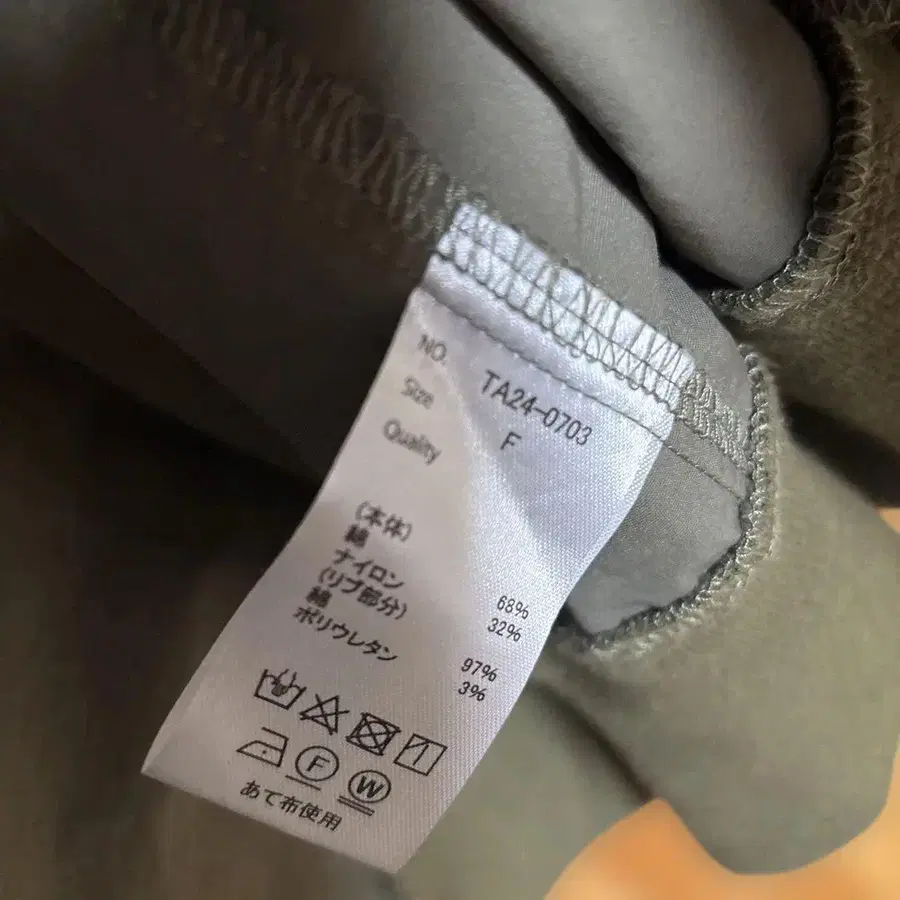 NO. TA24-0703
Size F
Quality
(本体)
綿 68%
ナイロン 32%
(リブ部分)
綿 97%
ポリウレタン 3%
F W
あて布使用